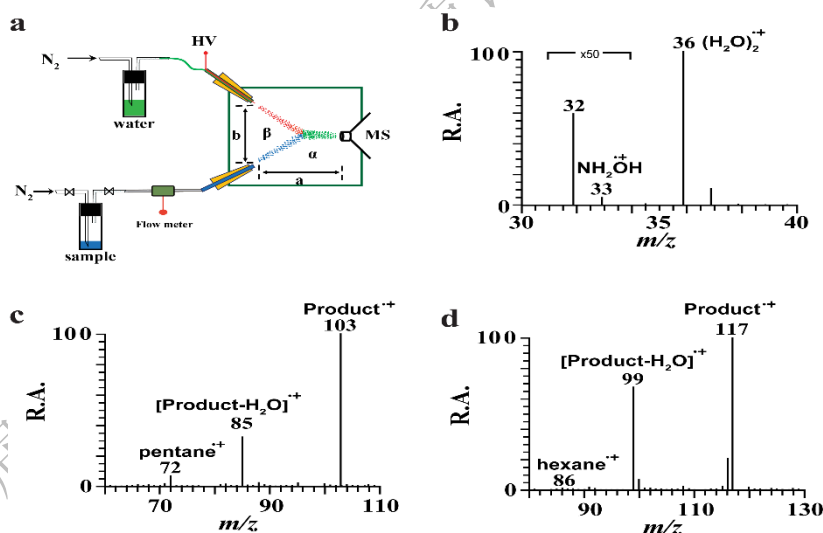 a
HV
N₂
water
b
β
α
a
MS
N₂
Flow meter
sample
b
R.A.
100
0
x50
32
NH₂OH·+
33
36 (H₂O)₂·+
30
35
40
m/z
c
R.A.
100
0
Product·+
103
[Product-H₂O]·+
85
pentane·+
72
70
90
110
m/z
d
R.A.
100
0
Product·+
117
[Product-H₂O]·+
99
hexane·+
86
90
110
130
m/z